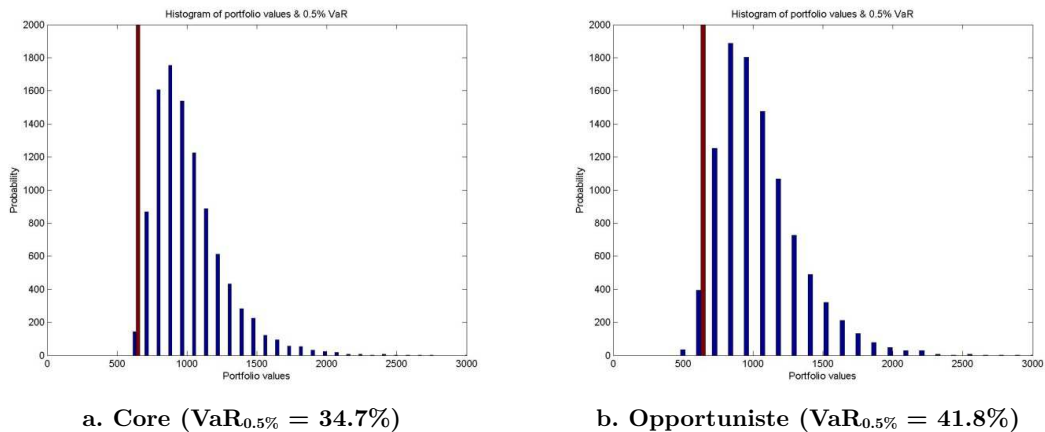 Histogram of portfolio values & 0.5% VaR
2000
1800
1600
1400
1200
1000
800
600
400
200
0
Probability
0 500 1000 1500 2000 2500 3000
Portfolio values
a. Core (VaR0.5% = 34.7%)
Histogram of portfolio values & 0.5% VaR
2000
1800
1600
1400
1200
1000
800
600
400
200
0
Probability
0 500 1000 1500 2000 2500 3000
Portfolio values
b. Opportuniste (VaR0.5% = 41.8%)